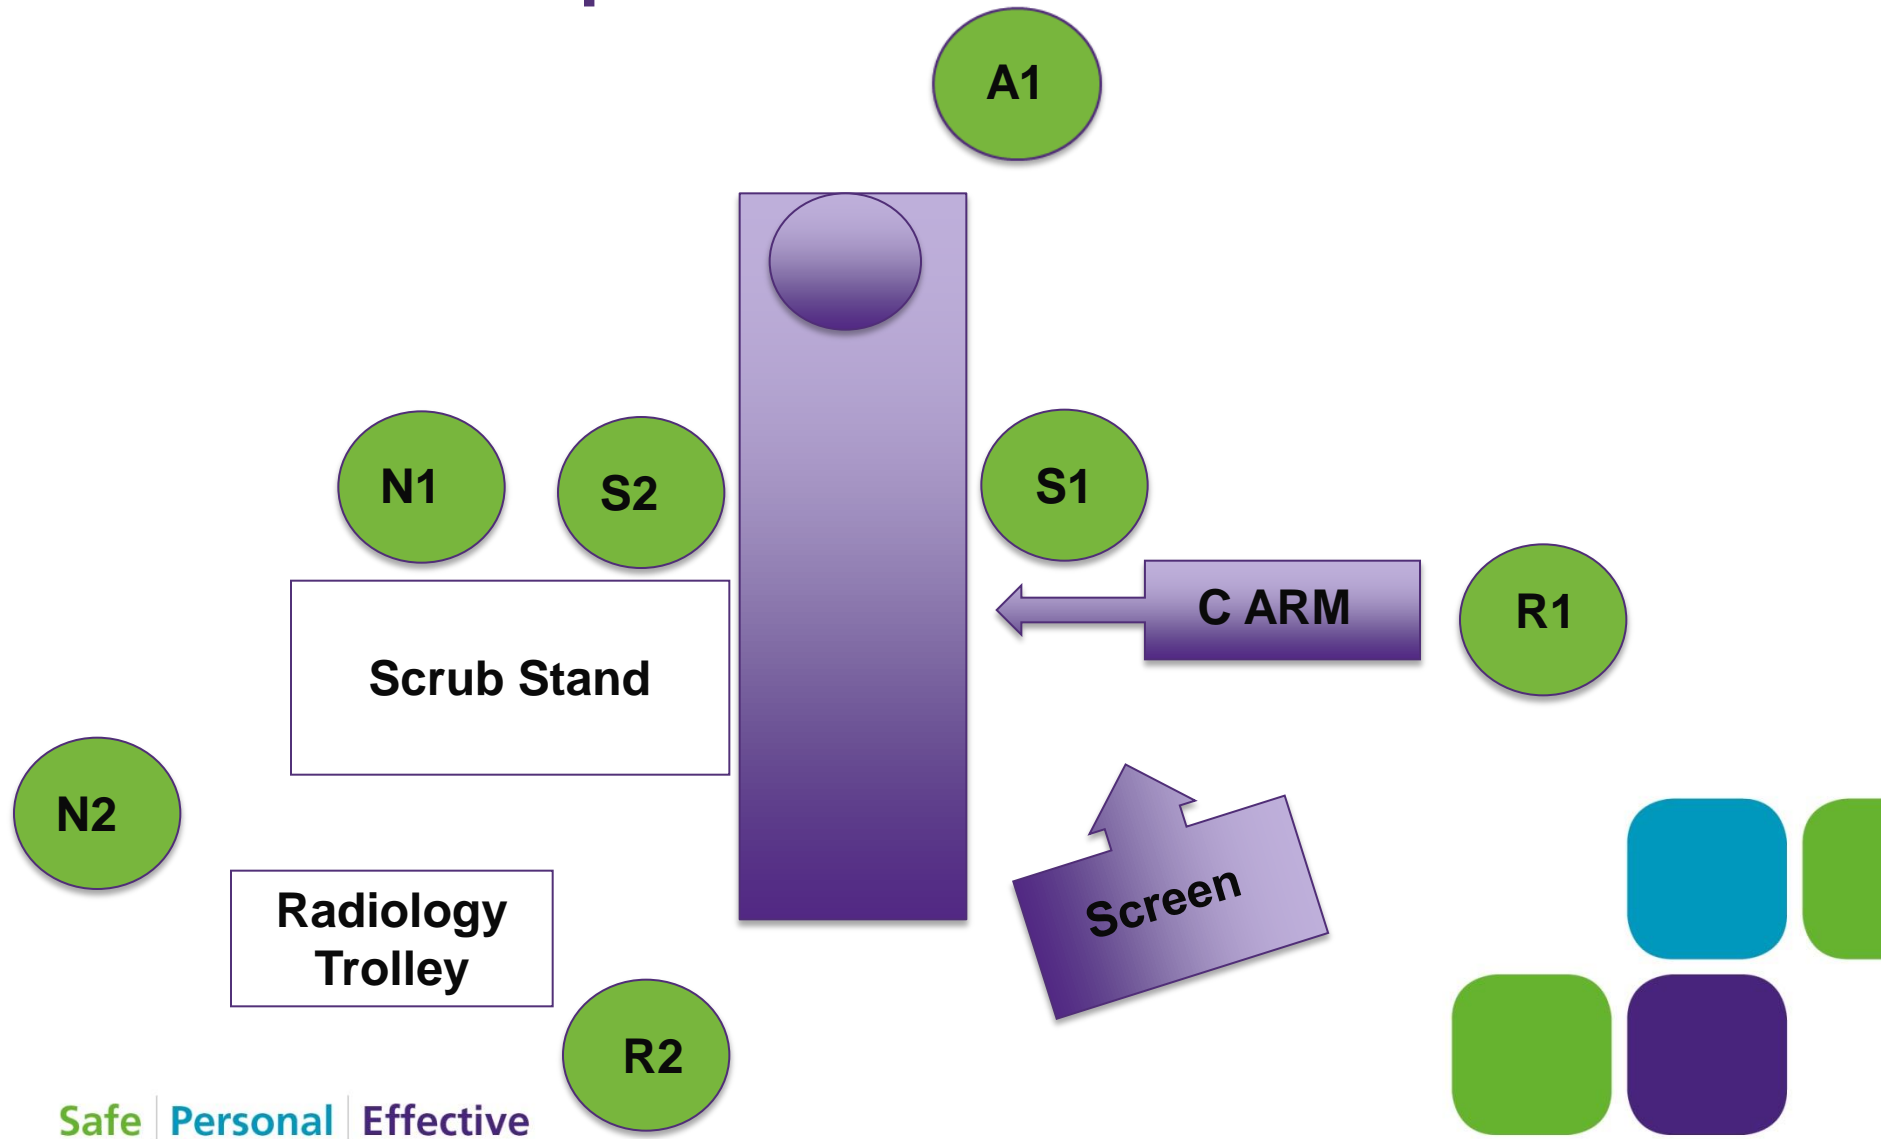 A1
N1
S2
S1
C ARM
R1
Scrub Stand
N2
Screen
Radiology
Trolley
R2
Safe Personal Effective